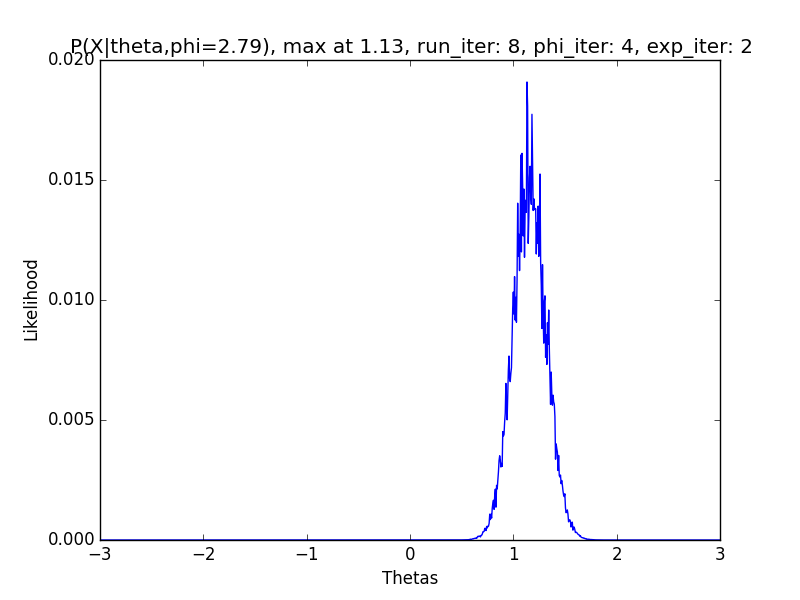 P(X|theta,phi=2.79), max at 1.13, run_iter: 8, phi_iter: 4, exp_iter: 2
0.020
0.015
0.010
0.005
0.000
Likelihood
−3 −2 −1 0 1 2 3
Thetas